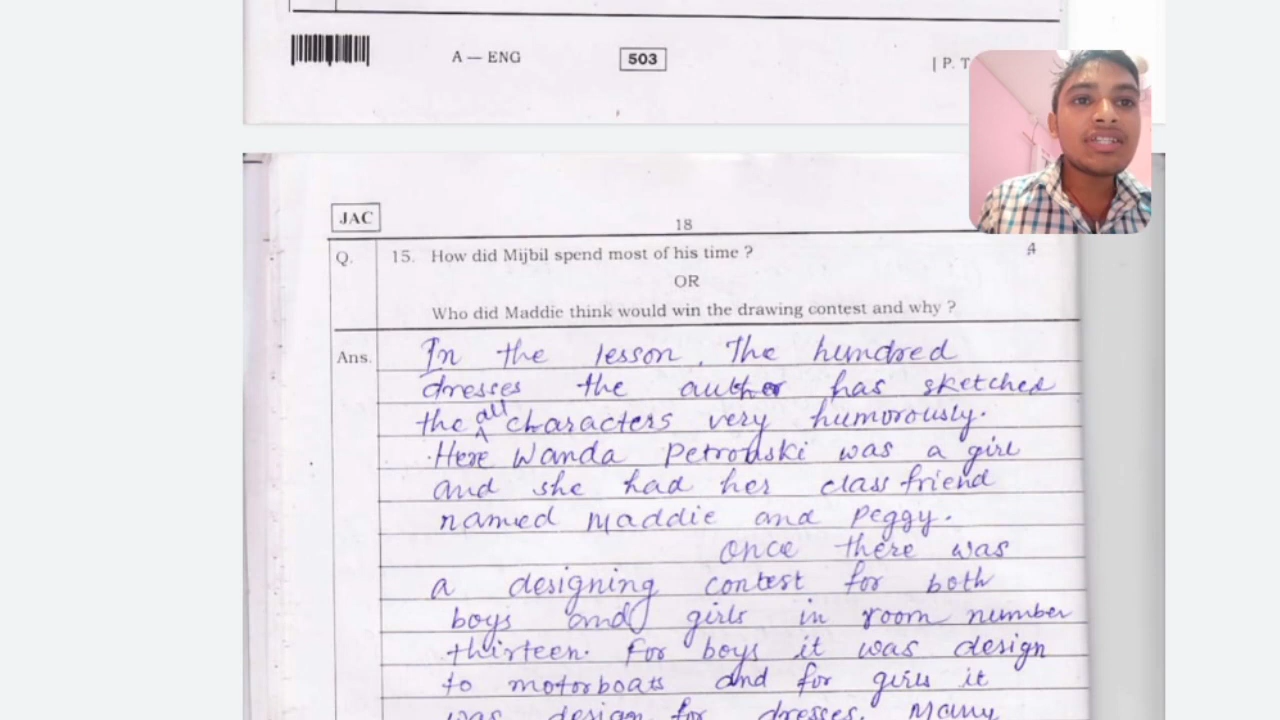 A — ENG
503
| P. T
JAC
18
Q. 15. How did Mijbil spend most of his time ? 4
OR
Who did Maddie think would win the drawing contest and why ?
Ans. In the lesson. The hundred
dresses the author has sketched
the all characters very humorously.
Here Wanda Petronski was a girl
and she had her class friend
named Maddie and Peggy.
Once there was
a designing contest for both
boys and girls in room number
thirteen. For boys it was design
to motorboats and for girls it
was design for dresses. Many